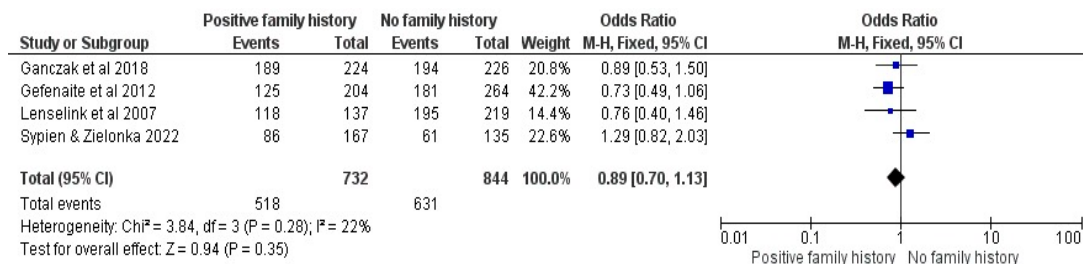 Positive family history No family history Odds Ratio Odds Ratio
Study or Subgroup Events Total Events Total Weight M-H, Fixed, 95% CI M-H, Fixed, 95% CI
Ganczak et al 2018 189 224 194 226 20.8% 0.89 [0.53, 1.50]
Gefenaite et al 2012 125 204 181 264 42.2% 0.73 [0.49, 1.06]
Lenselink et al 2007 118 137 195 219 14.4% 0.76 [0.40, 1.46]
Sypien & Zielonka 2022 86 167 61 135 22.6% 1.29 [0.82, 2.03]
Total (95% CI) 732 844 100.0% 0.89 [0.70, 1.13]
Total events 518 631
Heterogeneity: Chi² = 3.84, df = 3 (P = 0.28); I² = 22%
Test for overall effect: Z = 0.94 (P = 0.35)
0.01 0.1 1 10 100
Positive family history No family history